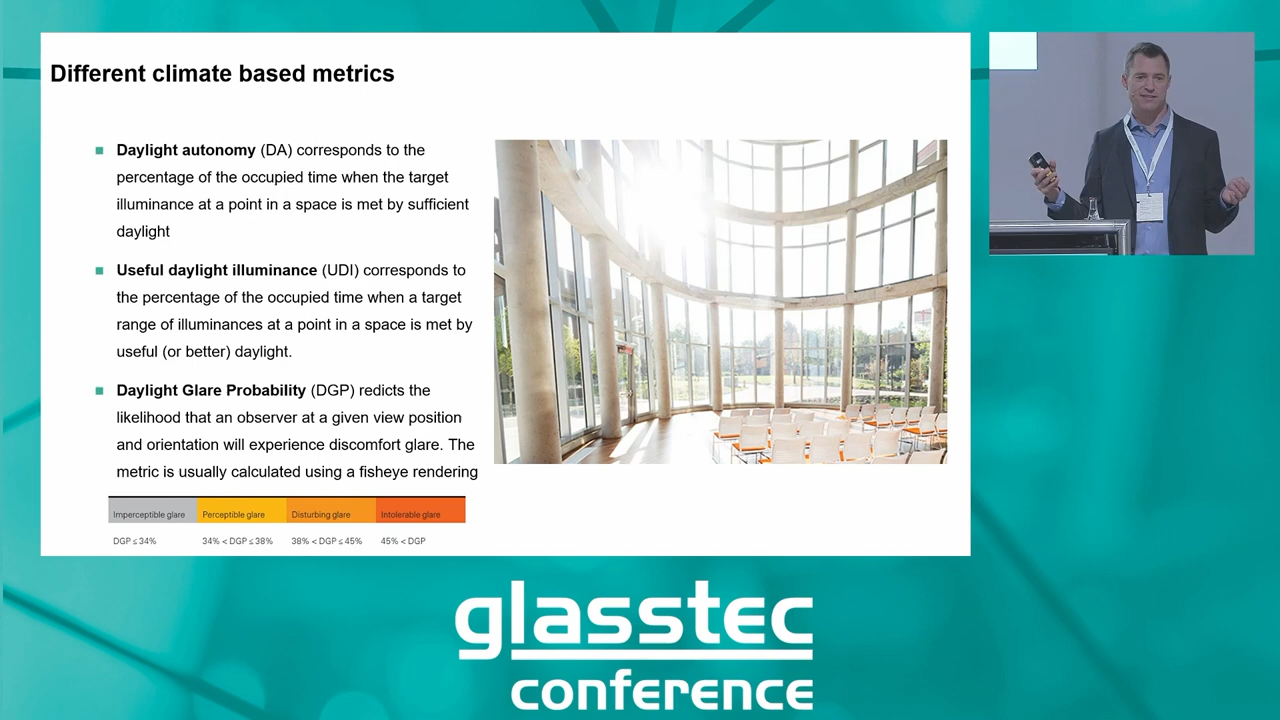 Different climate based metrics
Daylight autonomy (DA) corresponds to the
percentage of the occupied time when the target
illuminance at a point in a space is met by sufficient
daylight
Useful daylight illuminance (UDI) corresponds to
the percentage of the occupied time when a target
range of illuminances at a point in a space is met by
useful (or better) daylight.
Daylight Glare Probability (DGP) redicts the
likelihood that an observer at a given view position
and orientation will experience discomfort glare. The
metric is usually calculated using a fisheye rendering
Imperceptible glare Perceptible glare Disturbing glare Intolerable glare
DGP ≤ 34% 34% < DGP ≤ 38% 38% < DGP ≤ 45% 45% < DGP
glasstec
conference